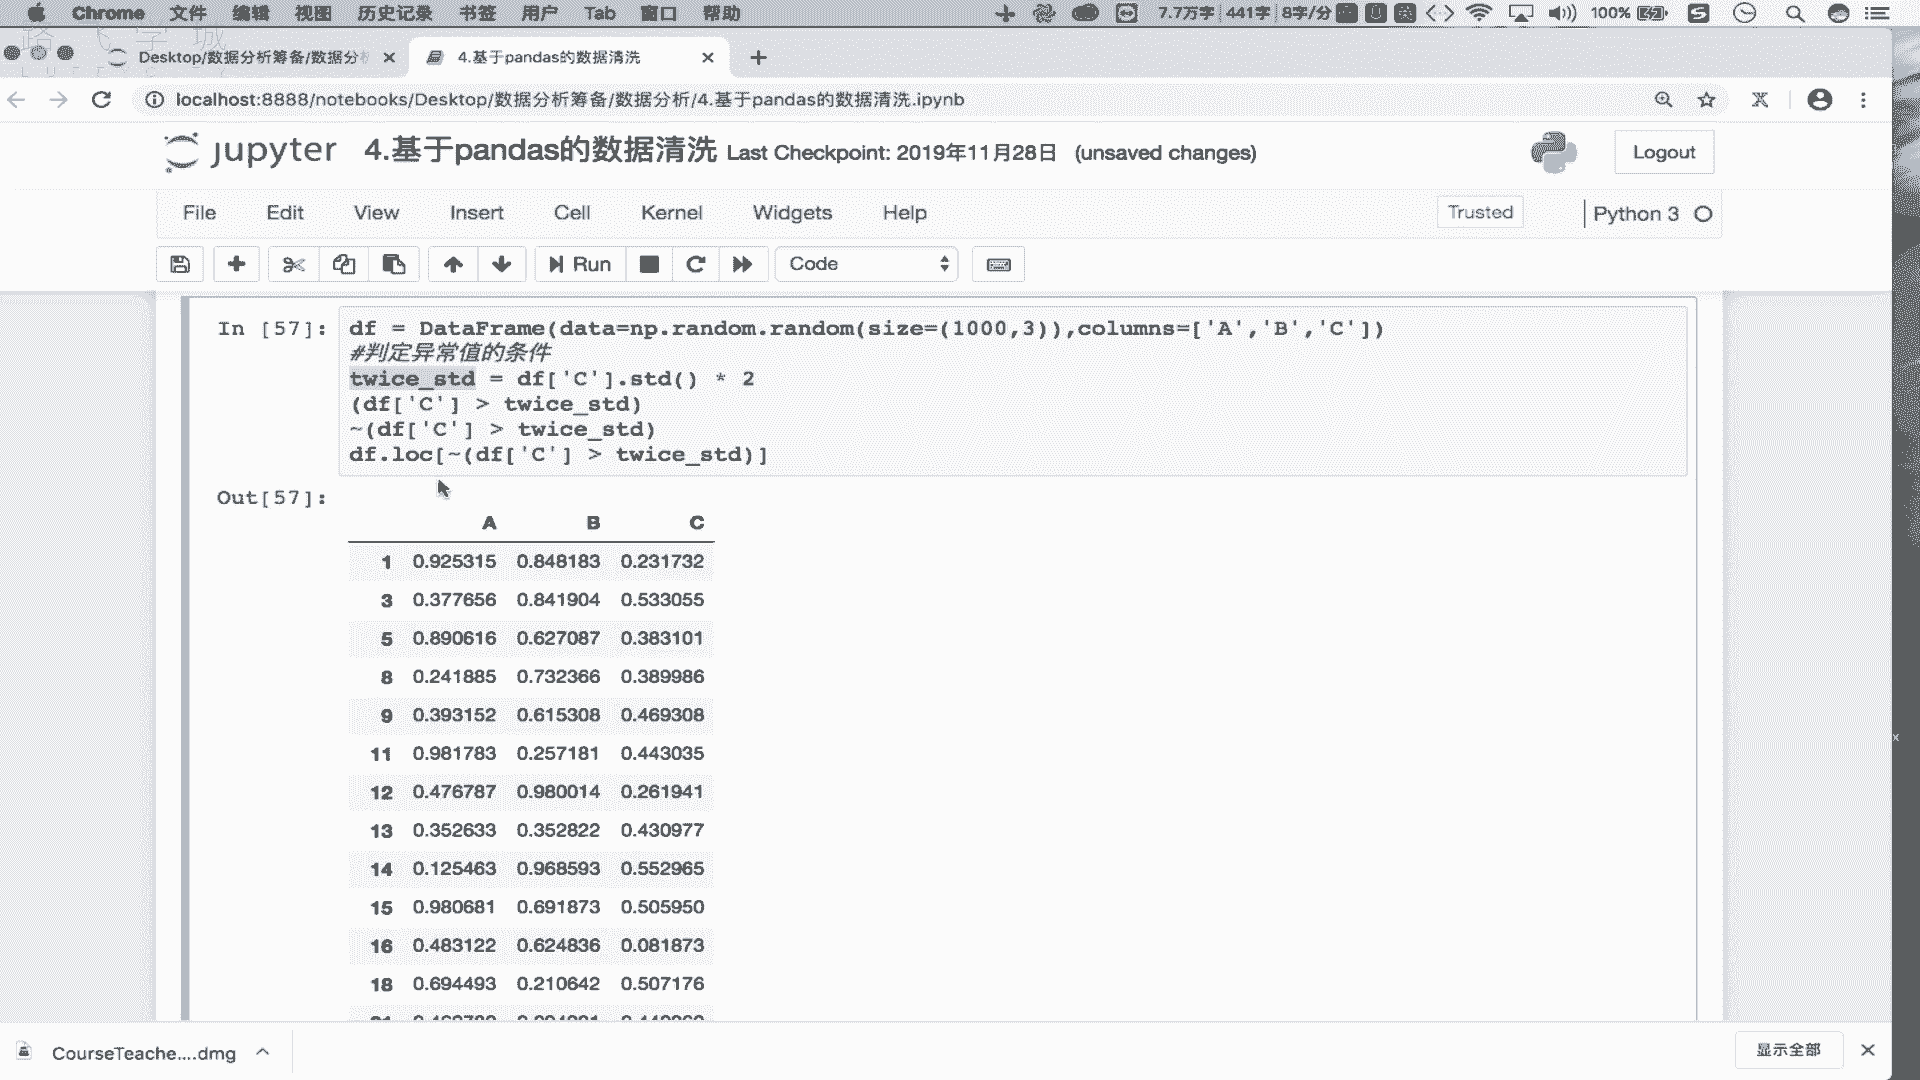 Chrome 文件 编辑 视图 历史记录 书签 用户 Tab 窗口 帮助 7.7万字 441字 8字/分 100%
Desktop/数据分析筹备/数据分
4.基于pandas的数据清洗
localhost:8888/notebooks/Desktop/数据分析筹备/数据分析/4.基于pandas的数据清洗.ipynb
jupyter 4.基于pandas的数据清洗 Last Checkpoint: 2019年11月28日 (unsaved changes)
Logout
File Edit View Insert Cell Kernel Widgets Help
Trusted
Python 3
Run
Code
In [57]:
df = DataFrame(data=np.random.random(size=(1000,3)),columns=['A','B','C'])
#判定异常值的条件
twice_std = df['C'].std() * 2
(df['C'] > twice_std)
~(df['C'] > twice_std)
df.loc[~(df['C'] > twice_std)]
Out[57]:
A B C
1 0.925315 0.848183 0.231732
3 0.377656 0.841904 0.533055
5 0.890616 0.627087 0.383101
8 0.241885 0.732366 0.389986
9 0.393152 0.615308 0.469308
11 0.981783 0.257181 0.443035
12 0.476787 0.980014 0.261941
13 0.352633 0.352822 0.430977
14 0.125463 0.968593 0.552965
15 0.980681 0.691873 0.505950
16 0.483122 0.624836 0.081873
18 0.694493 0.210642 0.507176
CourseTeache....dmg
显示全部